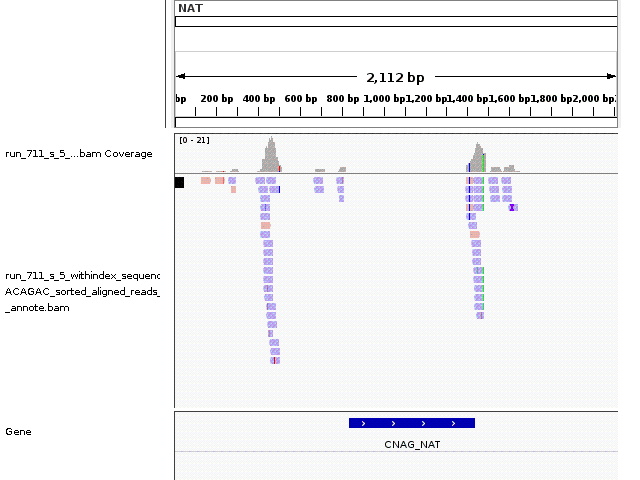 NAT
2,112 bp
bp 200 bp 400 bp 600 bp 800 bp 1,000 bp 1,200 bp 1,400 bp 1,600 bp 1,800 bp 2,000 bp
[0 - 21]
run_711_s_5_...bam Coverage
run_711_s_5_withindex_sequenc
ACAGAC_sorted_aligned_reads_
_annote.bam
Gene
CNAG_NAT